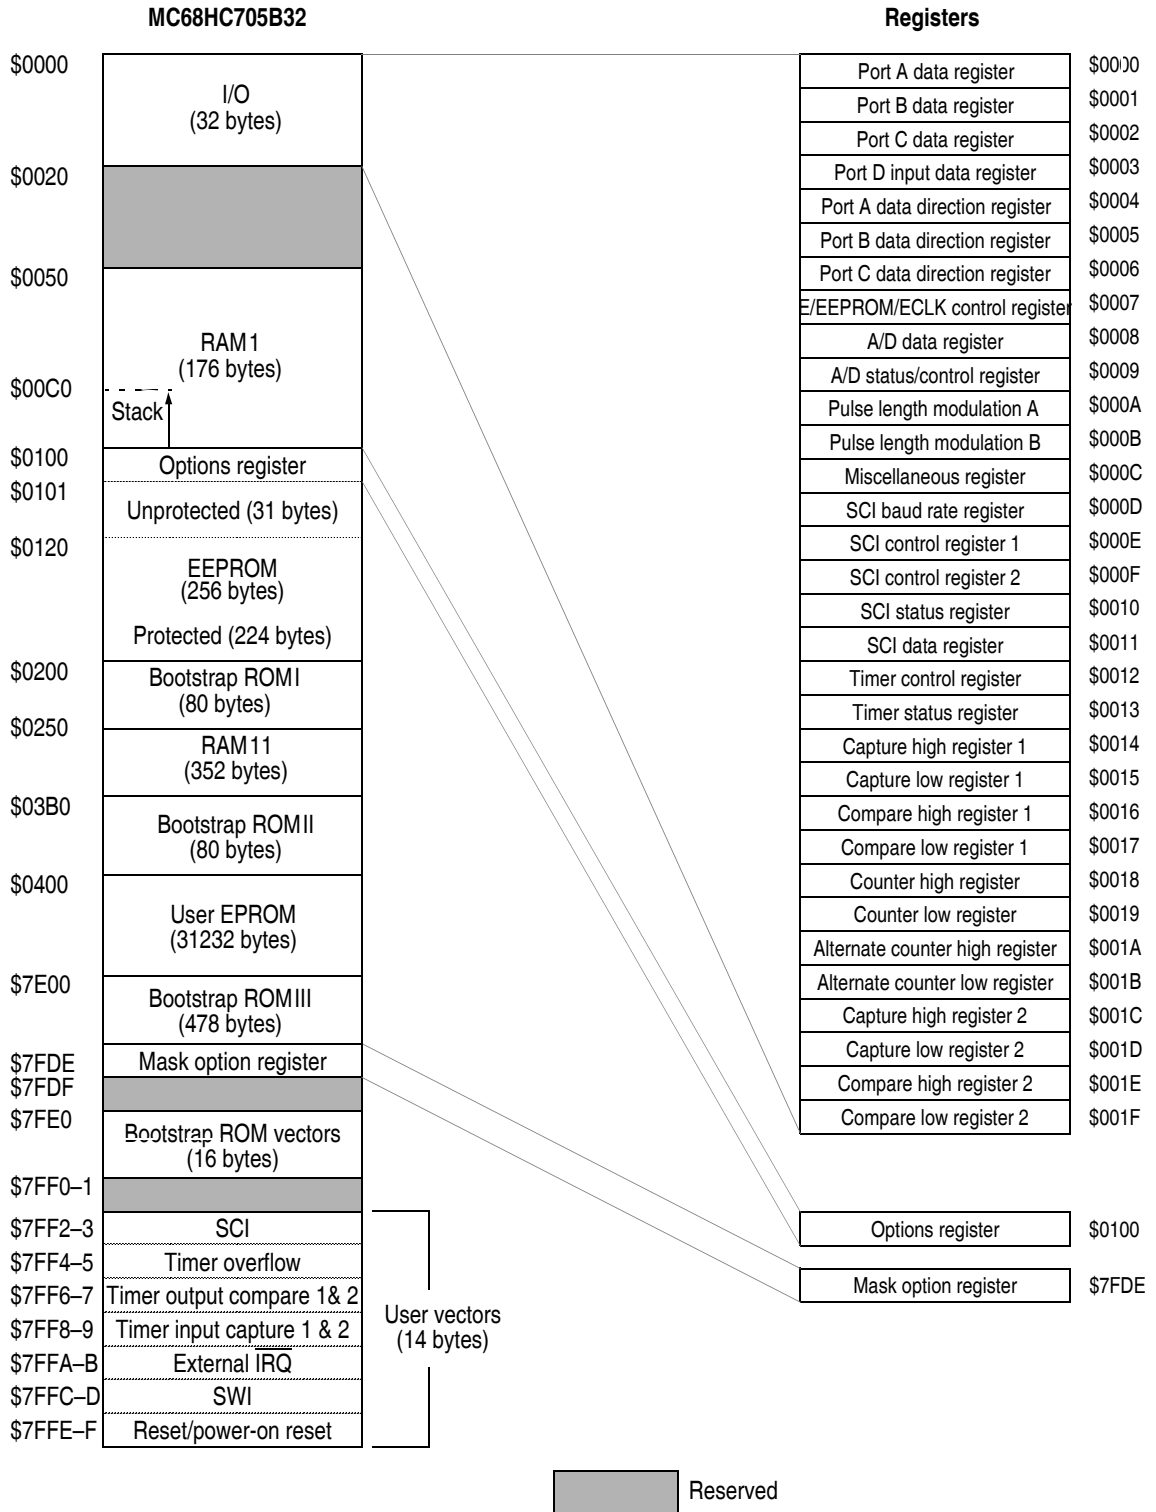 MC68HC705B32
$0000
I/O
(32 bytes)
$0020
$0050
RAM1
(176 bytes)
$00C0
Stack
$0100
Options register
$0101
Unprotected (31 bytes)
$0120
EEPROM
(256 bytes)
Protected (224 bytes)
$0200
Bootstrap ROMI
(80 bytes)
$0250
RAM11
(352 bytes)
$03B0
Bootstrap ROMII
(80 bytes)
$0400
User EPROM
(31232 bytes)
$7E00
Bootstrap ROMIII
(478 bytes)
$7FDE
Mask option register
$7FDF
$7FE0
Bootstrap ROM vectors
(16 bytes)
$7FF0–1
$7FF2–3 SCI
$7FF4–5 Timer overflow
$7FF6–7 Timer output compare 1& 2
$7FF8–9 Timer input capture 1 & 2
$7FFA–B External IRQ
$7FFC–D SWI
$7FFE–F Reset/power-on reset
User vectors
(14 bytes)
Registers
Port A data register $0000
Port B data register $0001
Port C data register $0002
Port D input data register $0003
Port A data direction register $0004
Port B data direction register $0005
Port C data direction register $0006
E/EEPROM/ECLK control register $0007
A/D data register $0008
A/D status/control register $0009
Pulse length modulation A $000A
Pulse length modulation B $000B
Miscellaneous register $000C
SCI baud rate register $000D
SCI control register 1 $000E
SCI control register 2 $000F
SCI status register $0010
SCI data register $0011
Timer control register $0012
Timer status register $0013
Capture high register 1 $0014
Capture low register 1 $0015
Compare high register 1 $0016
Compare low register 1 $0017
Counter high register $0018
Counter low register $0019
Alternate counter high register $001A
Alternate counter low register $001B
Capture high register 2 $001C
Capture low register 2 $001D
Compare high register 2 $001E
Compare low register 2 $001F
Options register $0100
Mask option register $7FDE
Reserved